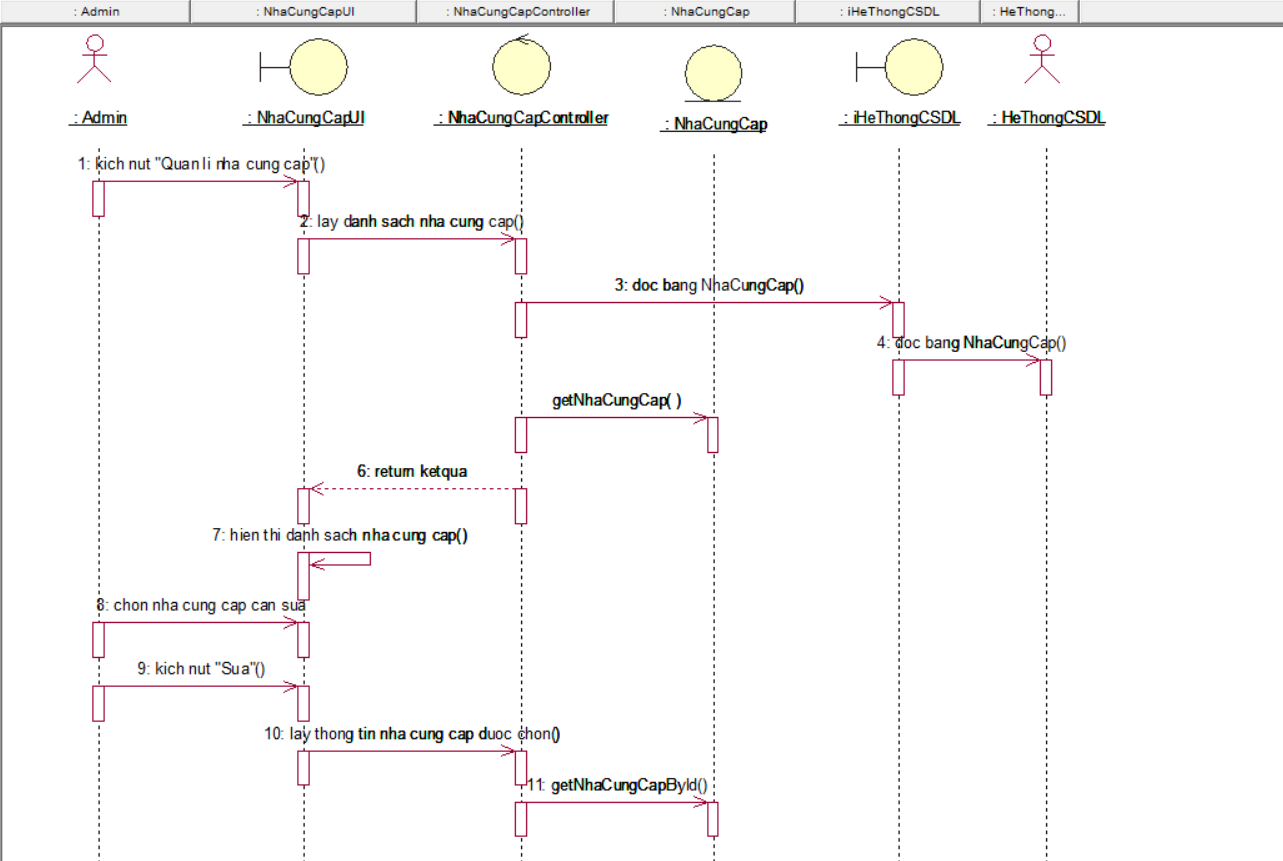 : Admin
: NhaCungCapUI
: NhaCungCapController
: NhaCungCap
: iHeThongCSDL
: HeThong...
: Admin
: NhaCungCapUI
: NhaCungCapController
: NhaCungCap
: iHeThongCSDL
: HeThongCSDL
1: kich nut "Quan li nha cung cap"()
2: lay danh sach nha cung cap()
3: doc bang NhaCungCap()
4: doc bang NhaCungCap()
getNhaCungCap( )
6: return ketqua
7: hien thi danh sach nha cung cap()
8: chon nha cung cap can sua
9: kich nut "Sua"()
10: lay thong tin nha cung cap duoc chon()
11: getNhaCungCapById()